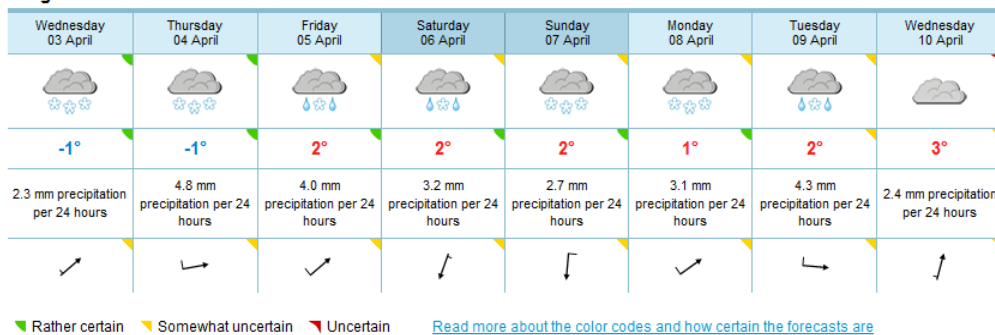 Wednesday Thursday Friday Saturday Sunday Monday Tuesday Wednesday
03 April 04 April 05 April 06 April 07 April 08 April 09 April 10 April
-1° -1° 2° 2° 2° 1° 2° 3°
2.3 mm precipitation per 24 hours
4.8 mm precipitation per 24 hours
4.0 mm precipitation per 24 hours
3.2 mm precipitation per 24 hours
2.7 mm precipitation per 24 hours
3.1 mm precipitation per 24 hours
4.3 mm precipitation per 24 hours
2.4 mm precipitation per 24 hours
Rather certain Somewhat uncertain Uncertain Read more about the color codes and how certain the forecasts are